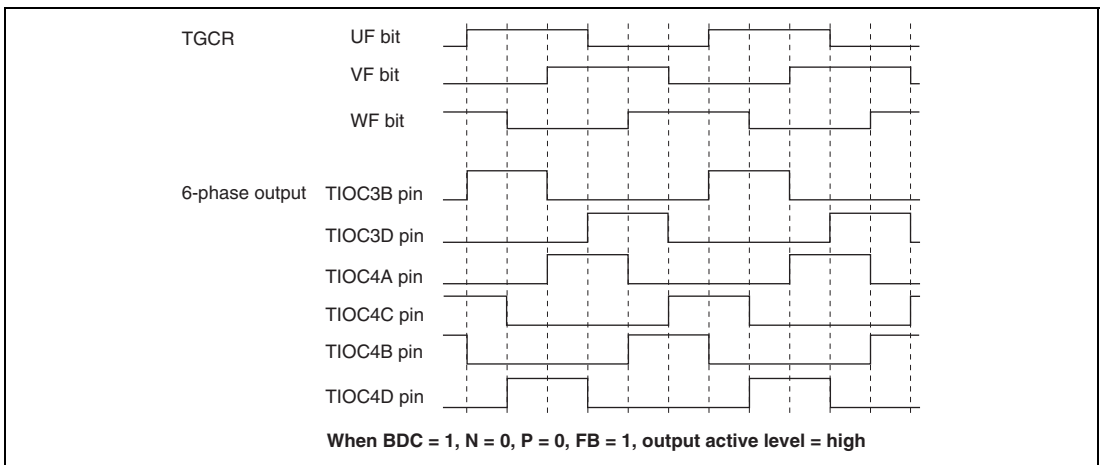 TGCR UF bit
VF bit
WF bit
6-phase output TIOC3B pin
TIOC3D pin
TIOC4A pin
TIOC4C pin
TIOC4B pin
TIOC4D pin
When BDC = 1, N = 0, P = 0, FB = 1, output active level = high